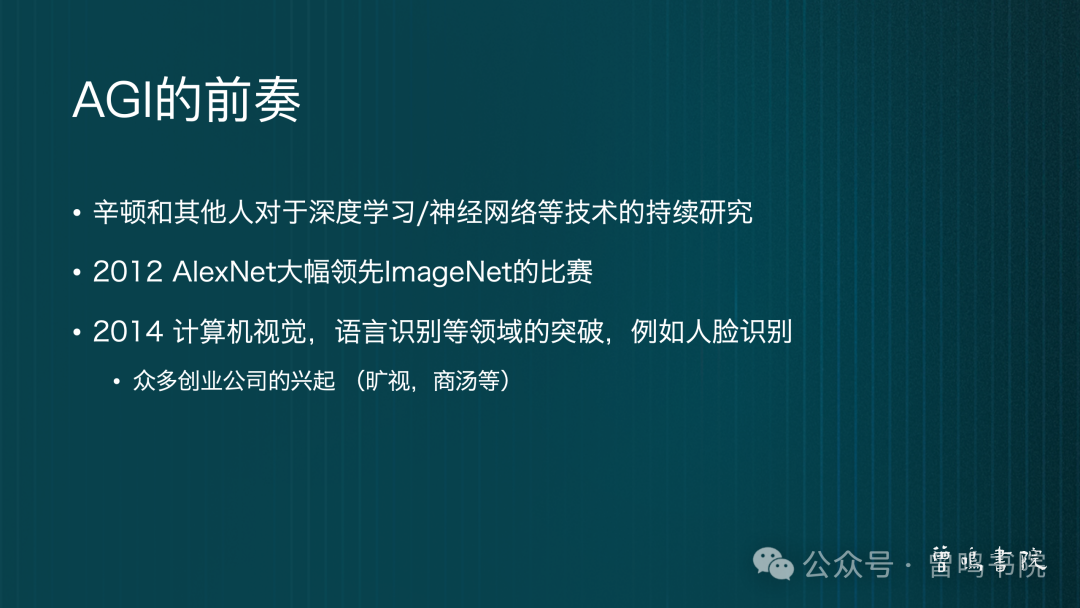 AGI的前奏
• 辛顿和其他人对于深度学习/神经网络等技术的持续研究
• 2012 AlexNet大幅领先ImageNet的比赛
• 2014 计算机视觉，语言识别等领域的突破，例如人脸识别
• 众多创业公司的兴起 （旷视，商汤等）
公众号 · 曾鸣书院
曾鸣書院